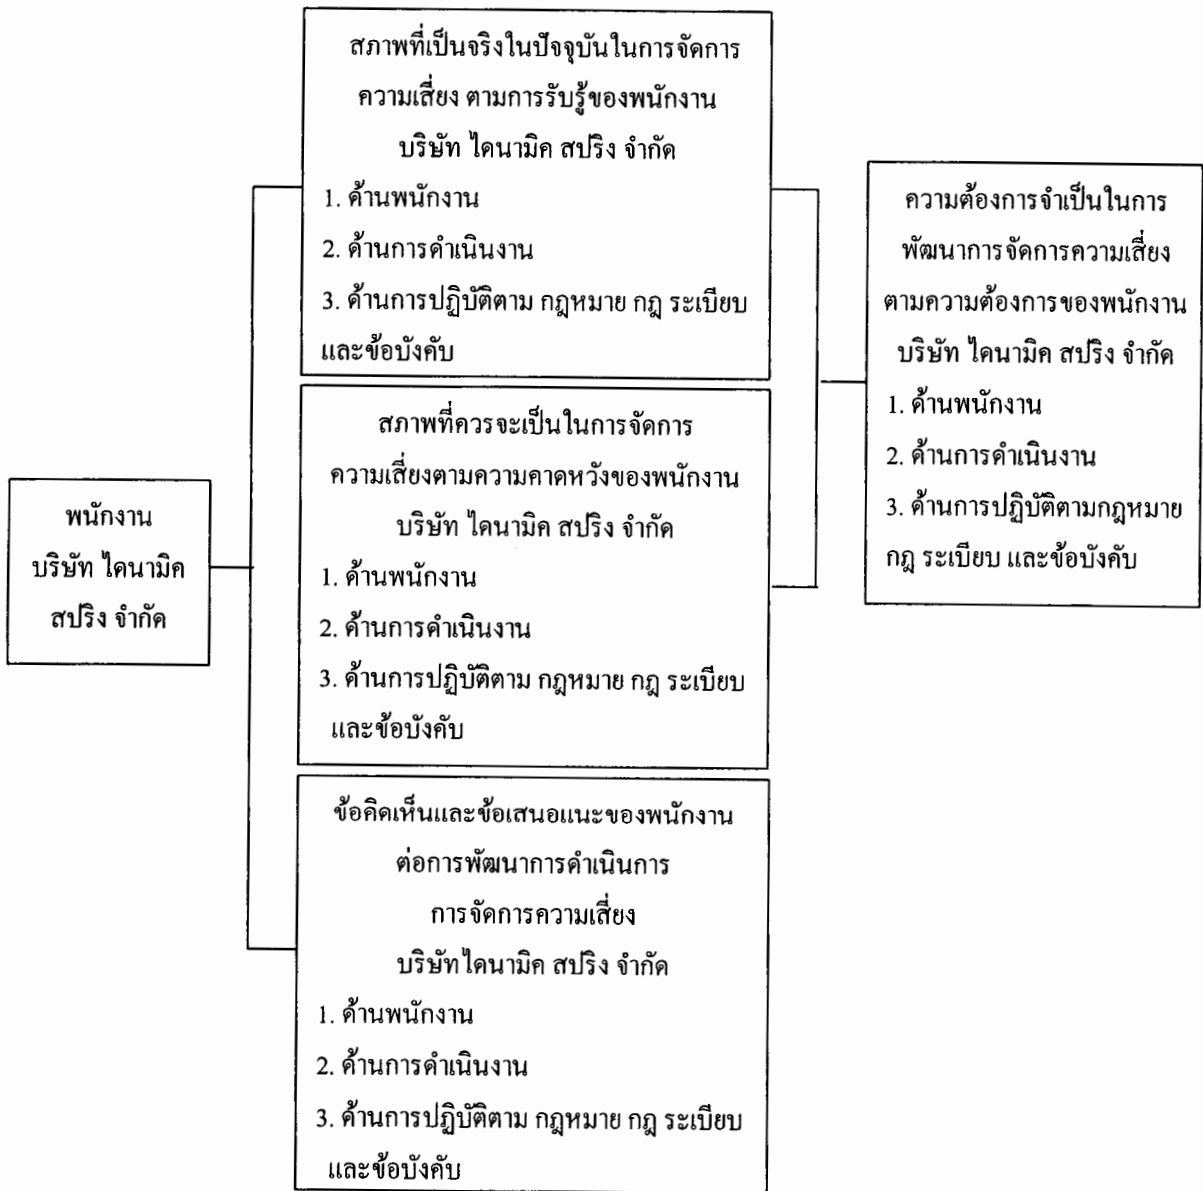 พนักงาน
บริษัท ไดนามิค
สปริง จำกัด
สภาพที่เป็นจริงในปัจจุบันในการจัดการ
ความเสี่ยง ตามการรับรู้ของพนักงาน
บริษัท ไดนามิค สปริง จำกัด
1. ด้านพนักงาน
2. ด้านการดำเนินงาน
3. ด้านการปฏิบัติตาม กฎหมาย กฎ ระเบียบ
และข้อบังคับ
สภาพที่ควรจะเป็นในการจัดการ
ความเสี่ยงตามความคาดหวังของพนักงาน
บริษัท ไดนามิค สปริง จำกัด
1. ด้านพนักงาน
2. ด้านการดำเนินงาน
3. ด้านการปฏิบัติตาม กฎหมาย กฎ ระเบียบ
และข้อบังคับ
ข้อคิดเห็นและข้อเสนอแนะของพนักงาน
ต่อการพัฒนาการดำเนินการ
การจัดการความเสี่ยง
บริษัทไดนามิค สปริง จำกัด
1. ด้านพนักงาน
2. ด้านการดำเนินงาน
3. ด้านการปฏิบัติตาม กฎหมาย กฎ ระเบียบ
และข้อบังคับ
ความต้องการจำเป็นในการ
พัฒนาการจัดการความเสี่ยง
ตามความต้องการของพนักงาน
บริษัท ไดนามิค สปริง จำกัด
1. ด้านพนักงาน
2. ด้านการดำเนินงาน
3. ด้านการปฏิบัติตามกฎหมาย
กฎ ระเบียบ และข้อบังคับ